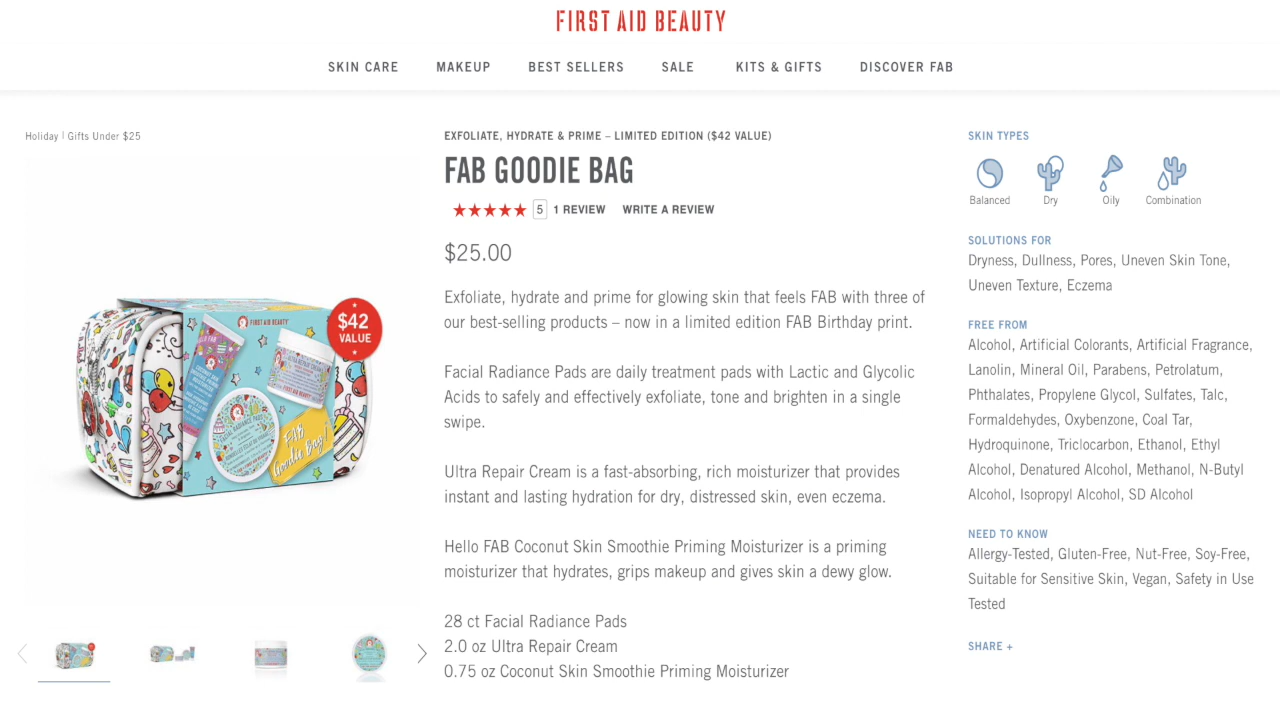 FIRST AID BEAUTY
SKIN CARE MAKEUP BEST SELLERS SALE KITS & GIFTS DISCOVER FAB
Holiday | Gifts Under $25
$42
VALUE
FIRST AID BEAUTY
FACIAL RADIANCE PADS
FAB
Goodie Bag!
EXFOLIATE, HYDRATE & PRIME – LIMITED EDITION ($42 VALUE)
FAB GOODIE BAG
5 1 REVIEW WRITE A REVIEW
$25.00
Exfoliate, hydrate and prime for glowing skin that feels FAB with three of
our best-selling products – now in a limited edition FAB Birthday print.
Facial Radiance Pads are daily treatment pads with Lactic and Glycolic
Acids to safely and effectively exfoliate, tone and brighten in a single
swipe.
Ultra Repair Cream is a fast-absorbing, rich moisturizer that provides
instant and lasting hydration for dry, distressed skin, even eczema.
Hello FAB Coconut Skin Smoothie Priming Moisturizer is a priming
moisturizer that hydrates, grips makeup and gives skin a dewy glow.
28 ct Facial Radiance Pads
2.0 oz Ultra Repair Cream
0.75 oz Coconut Skin Smoothie Priming Moisturizer
SKIN TYPES
Balanced Dry Oily Combination
SOLUTIONS FOR
Dryness, Dullness, Pores, Uneven Skin Tone,
Uneven Texture, Eczema
FREE FROM
Alcohol, Artificial Colorants, Artificial Fragrance,
Lanolin, Mineral Oil, Parabens, Petrolatum,
Phthalates, Propylene Glycol, Sulfates, Talc,
Formaldehydes, Oxybenzone, Coal Tar,
Hydroquinone, Triclocarbon, Ethanol, Ethyl
Alcohol, Denatured Alcohol, Methanol, N-Butyl
Alcohol, Isopropyl Alcohol, SD Alcohol
NEED TO KNOW
Allergy-Tested, Gluten-Free, Nut-Free, Soy-Free,
Suitable for Sensitive Skin, Vegan, Safety in Use
Tested
SHARE +